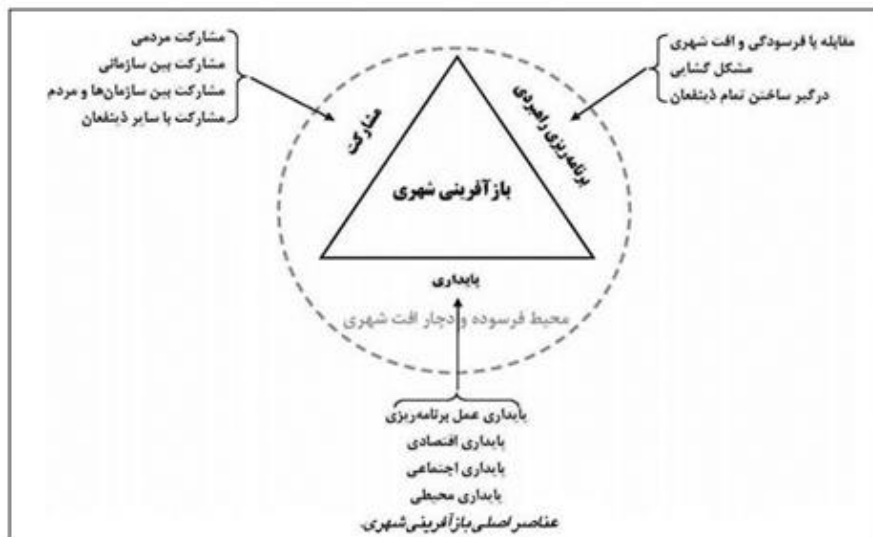 مشارکت مردمی
مشارکت بین سازمانی
مشارکت بین سازمان‌ها و مردم
مشارکت با سایر ذینفعان
مقابله با فرسودگی و افت شهری
مشکل گشایی
درگیر ساختن تمام ذینفعان
مشارکت
برنامه‌ریزی راهبردی
بازآفرینی شهری
پایداری
محیط فرسوده و دچار افت شهری
پایداری عمل برنامه‌ریزی
پایداری اقتصادی
پایداری اجتماعی
پایداری محیطی
عناصر اصلی بازآفرینی شهری.